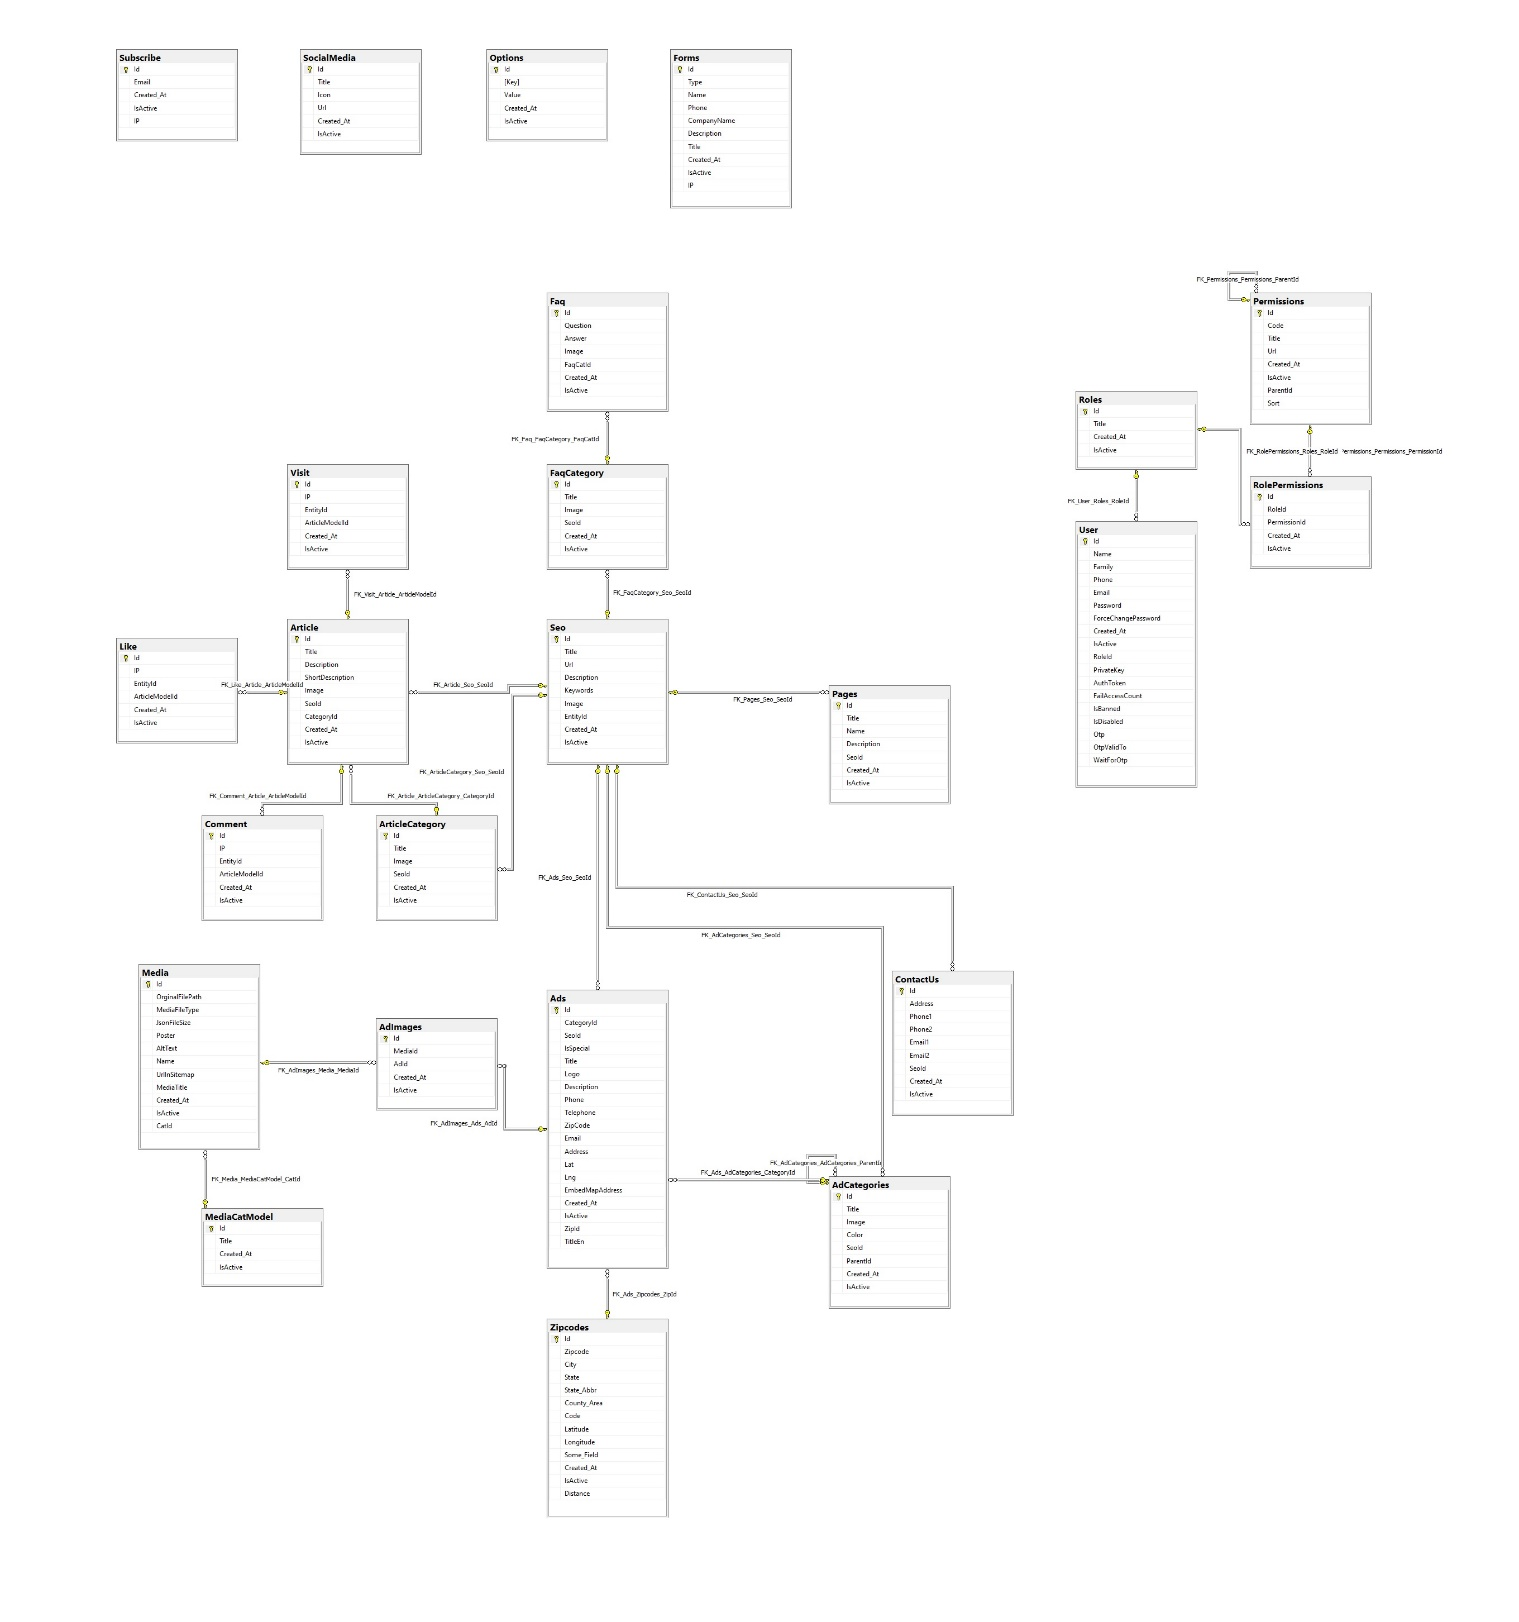 Subscribe
Id
Email
Created_At
IsActive
IP
SocialMedia
Id
Title
Icon
Url
Created_At
IsActive
Options
Id
[Key]
Value
Created_At
IsActive
Forms
Id
Type
Name
Phone
CompanyName
Description
Title
Created_At
IsActive
IP
FK_Permissions_Permissions_ParentId
Permissions
Id
Code
Title
Url
Created_At
IsActive
ParentId
Sort
Faq
Id
Question
Answer
Image
FaqCatId
Created_At
IsActive
FK_Faq_FaqCategory_FaqCatId
Roles
Id
Title
Created_At
IsActive
FK_RolePermissions_Roles_RoleId
Permissions_Permissions_PermissionId
RolePermissions
Id
RoleId
PermissionId
Created_At
IsActive
FK_User_Roles_RoleId
User
Id
Name
Family
Phone
Email
Password
ForceChangePassword
Created_At
IsActive
RoleId
PrivateKey
AuthToken
FailAccessCount
IsBanned
IsDisabled
Otp
OtpValidTo
WaitForOtp
Visit
Id
IP
EntityId
ArticleModelId
Created_At
IsActive
FK_Visit_Article_ArticleModelId
FaqCategory
Id
Title
Image
SeoId
Created_At
IsActive
FK_FaqCategory_Seo_SeoId
Like
Id
IP
EntityId
ArticleModelId
Created_At
IsActive
FK_Like_Article_ArticleModelId
Article
Id
Title
Description
ShortDescription
Image
SeoId
CategoryId
Created_At
IsActive
FK_Article_Seo_SeoId
Seo
Id
Title
Url
Description
Keywords
Image
EntityId
Created_At
IsActive
FK_Pages_Seo_SeoId
Pages
Id
Title
Name
Description
SeoId
Created_At
IsActive
FK_ArticleCategory_Seo_SeoId
FK_Comment_Article_ArticleModelId
FK_Article_ArticleCategory_CategoryId
Comment
Id
IP
EntityId
ArticleModelId
Created_At
IsActive
ArticleCategory
Id
Title
Image
SeoId
Created_At
IsActive
FK_Ads_Seo_SeoId
FK_ContactUs_Seo_SeoId
FK_AdCategories_Seo_SeoId
Media
Id
OrginalFilePath
MediaFileType
JsonFileSize
Poster
AltText
Name
UrlInSitemap
MediaTitle
Created_At
IsActive
CatId
FK_AdImages_Media_MediaId
AdImages
Id
MediaId
AdId
Created_At
IsActive
FK_AdImages_Ads_AdId
Ads
Id
CategoryId
SeoId
IsSpecial
Title
Logo
Description
Phone
Telephone
ZipCode
Email
Address
Lat
Lng
EmbedMapAddress
Created_At
IsActive
ZipId
TitleEn
ContactUs
Id
Address
Phone1
Phone2
Email1
Email2
SeoId
Created_At
IsActive
FK_AdCategories_AdCategories_ParentId
FK_Ads_AdCategories_CategoryId
AdCategories
Id
Title
Image
Color
SeoId
ParentId
Created_At
IsActive
FK_Media_MediaCatModel_CatId
MediaCatModel
Id
Title
Created_At
IsActive
FK_Ads_Zipcodes_ZipId
Zipcodes
Id
Zipcode
City
State
State_Abbr
County_Area
Code
Latitude
Longitude
Some_Field
Created_At
IsActive
Distance